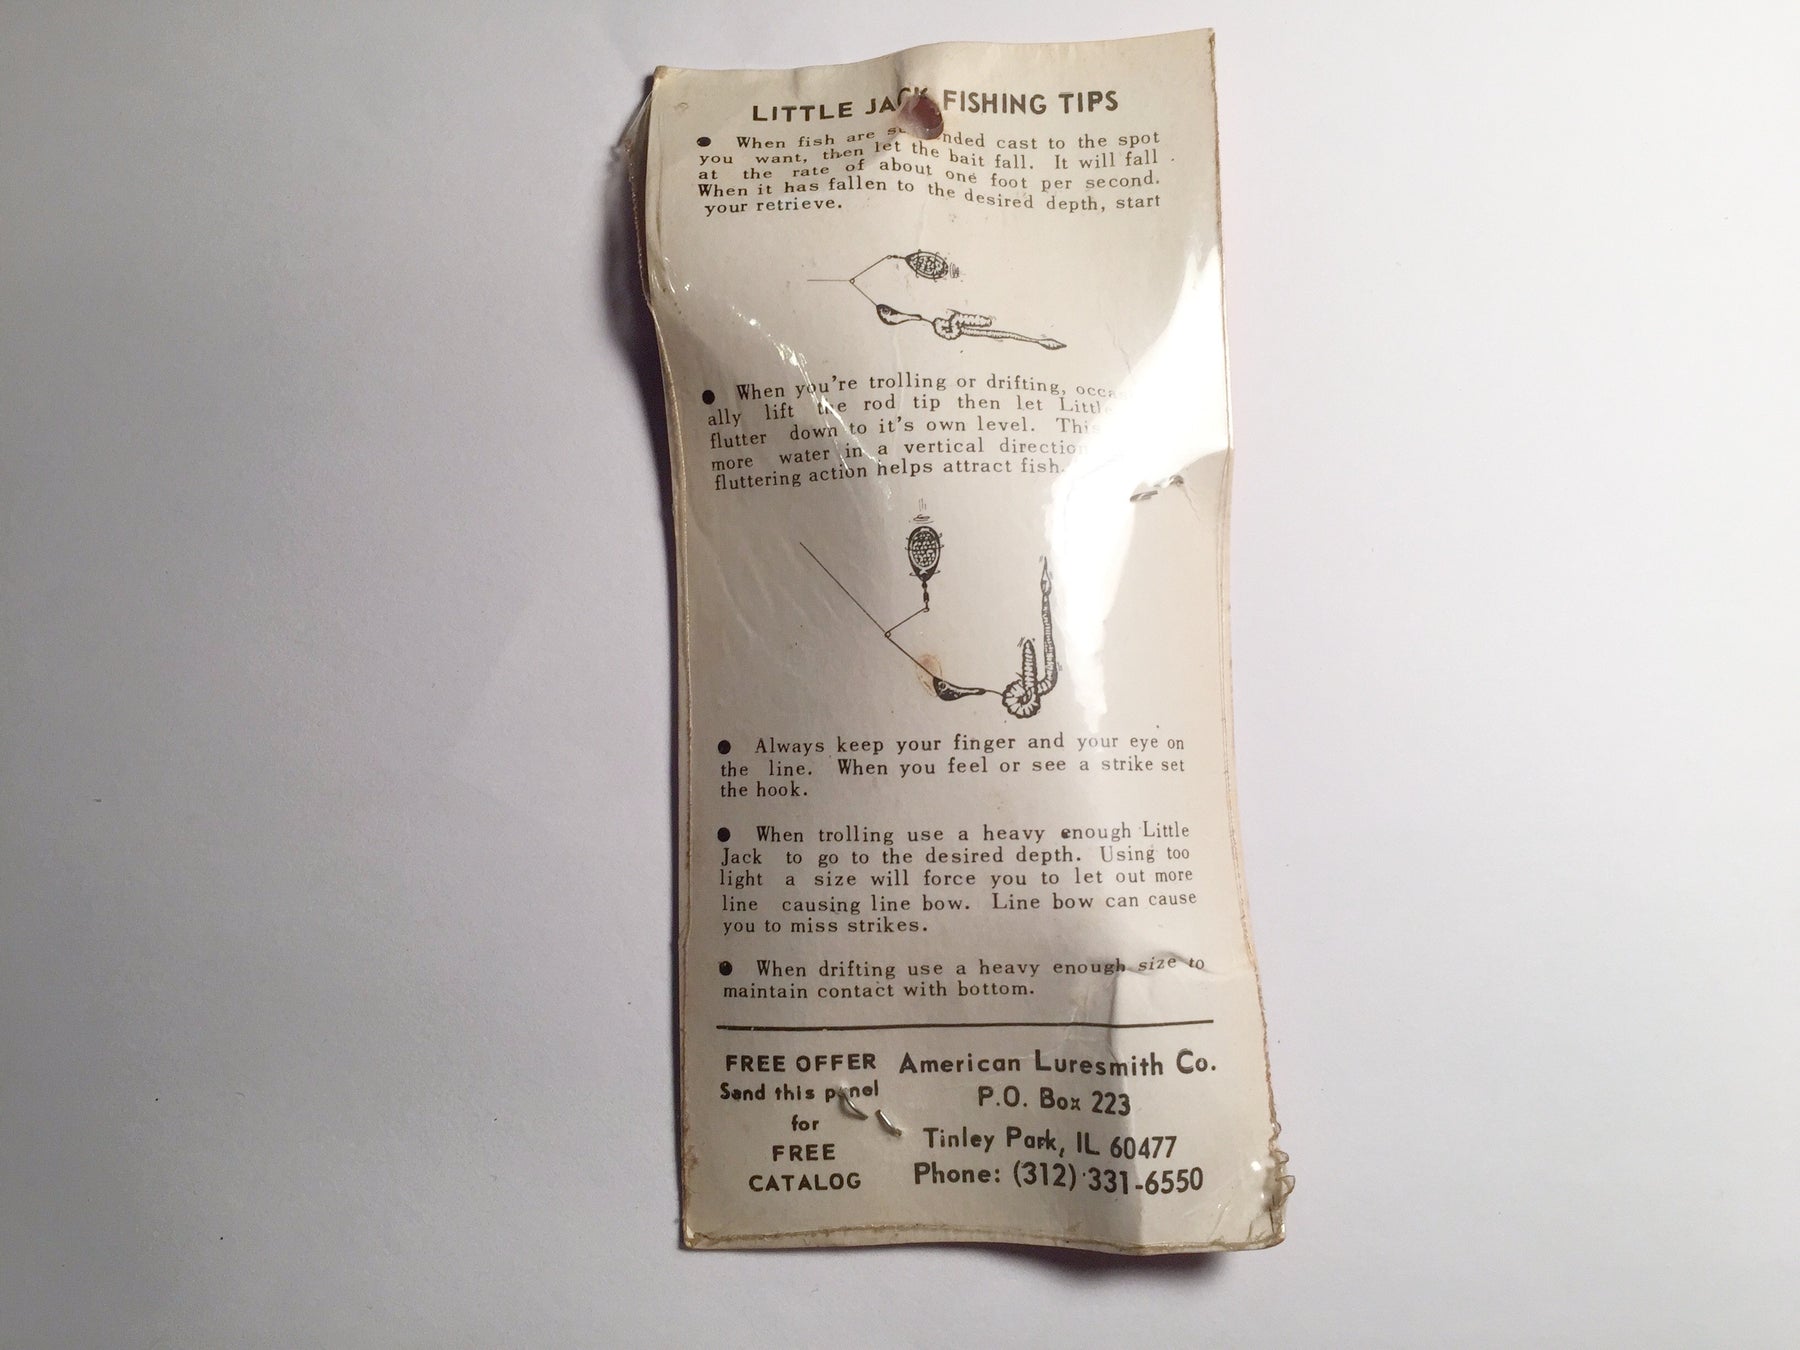 LITTLE JACK FISHING TIPS
● When fish are suspended cast to the spot
you want, then let the bait fall. It will fall
at the rate of about one foot per second.
When it has fallen to the desired depth, start
your retrieve.
● When you're trolling or drifting,
ally lift the rod tip then let Little
flutter down to it's own level. This
more water in a vertical direction
fluttering action helps attract fish.
● Always keep your finger and your eye on
the line. When you feel or see a strike set
the hook.
● When trolling use a heavy enough Little
Jack to go to the desired depth. Using too
light a size will force you to let out more
line causing line bow. Line bow can cause
you to miss strikes.
● When drifting use a heavy enough size to
maintain contact with bottom.
FREE OFFER
Send this panel
for
FREE
CATALOG
American Luresmith Co.
P.O. Box 223
Tinley Park, IL 60477
Phone: (312) 331-6550